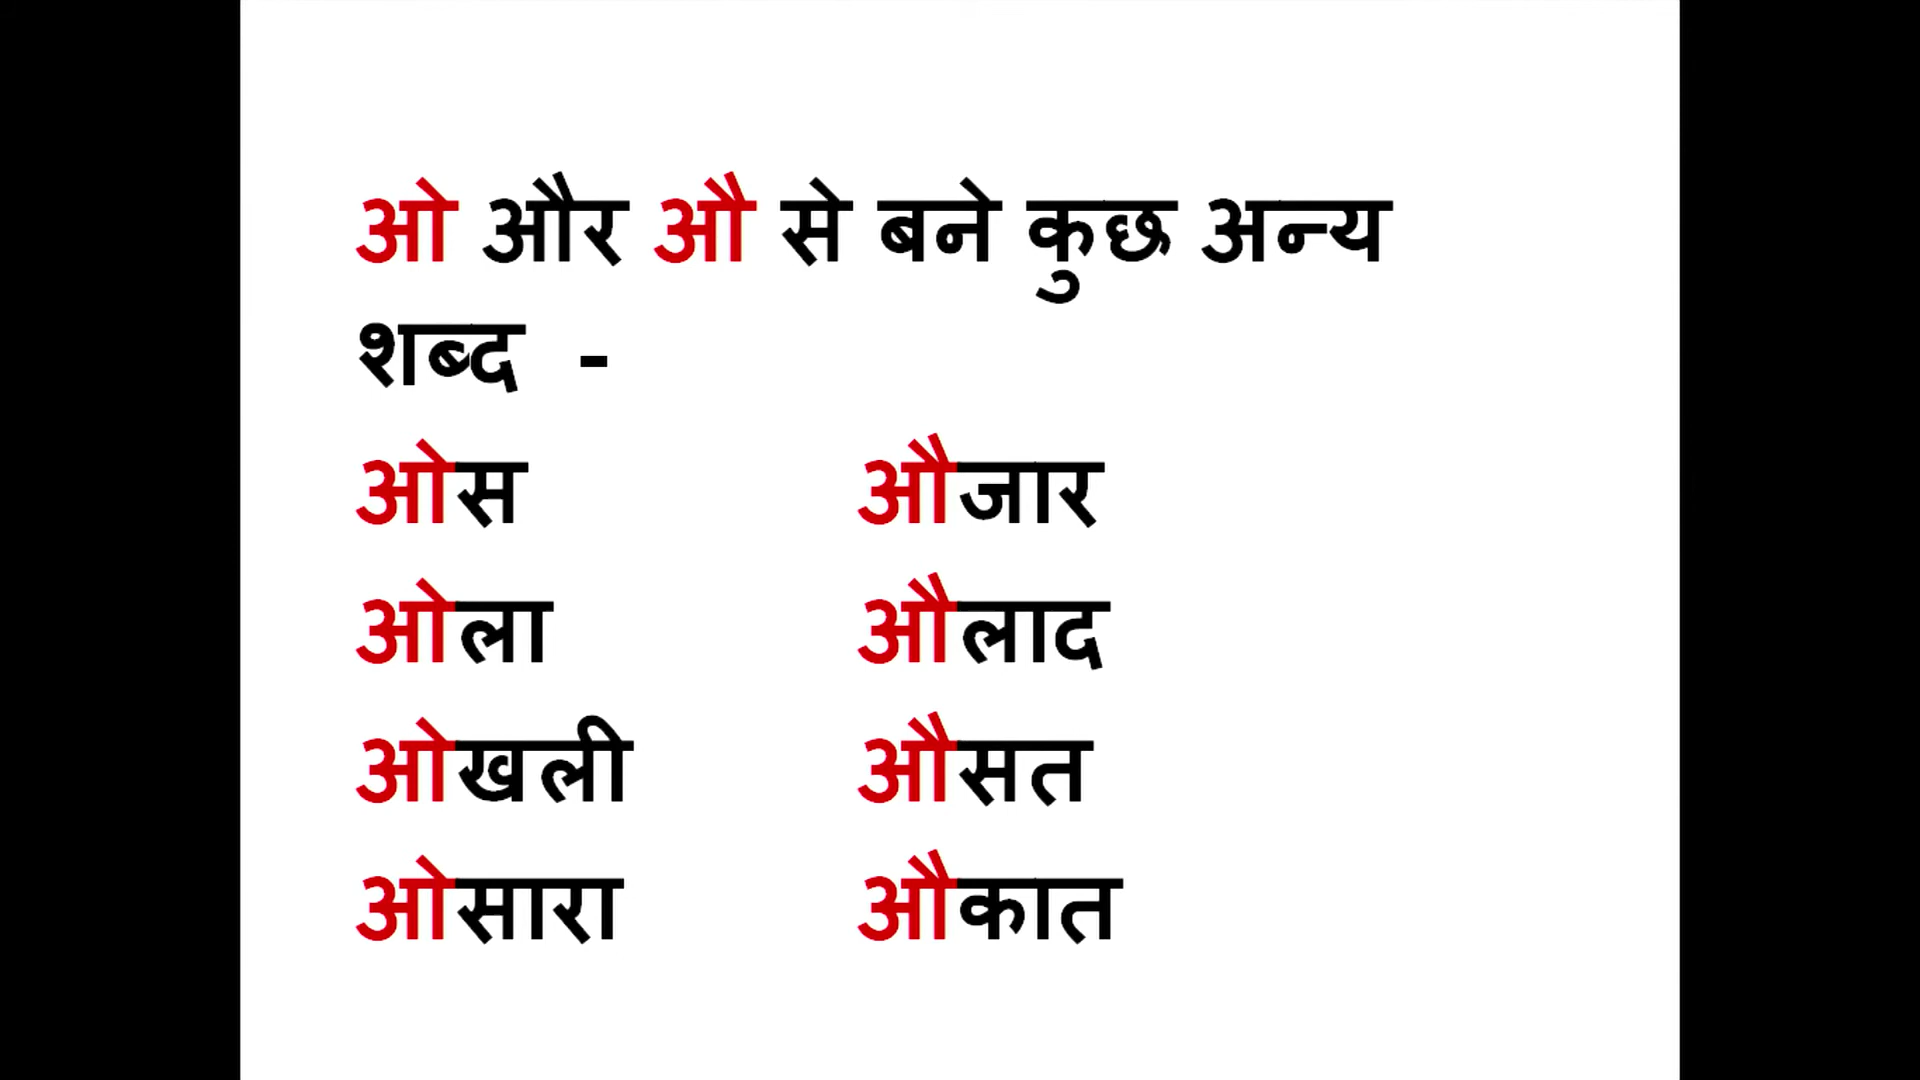 ओ और औ से बने कुछ अन्य
शब्द -
ओस औजार
ओला औलाद
ओखली औसत
ओसारा औकात